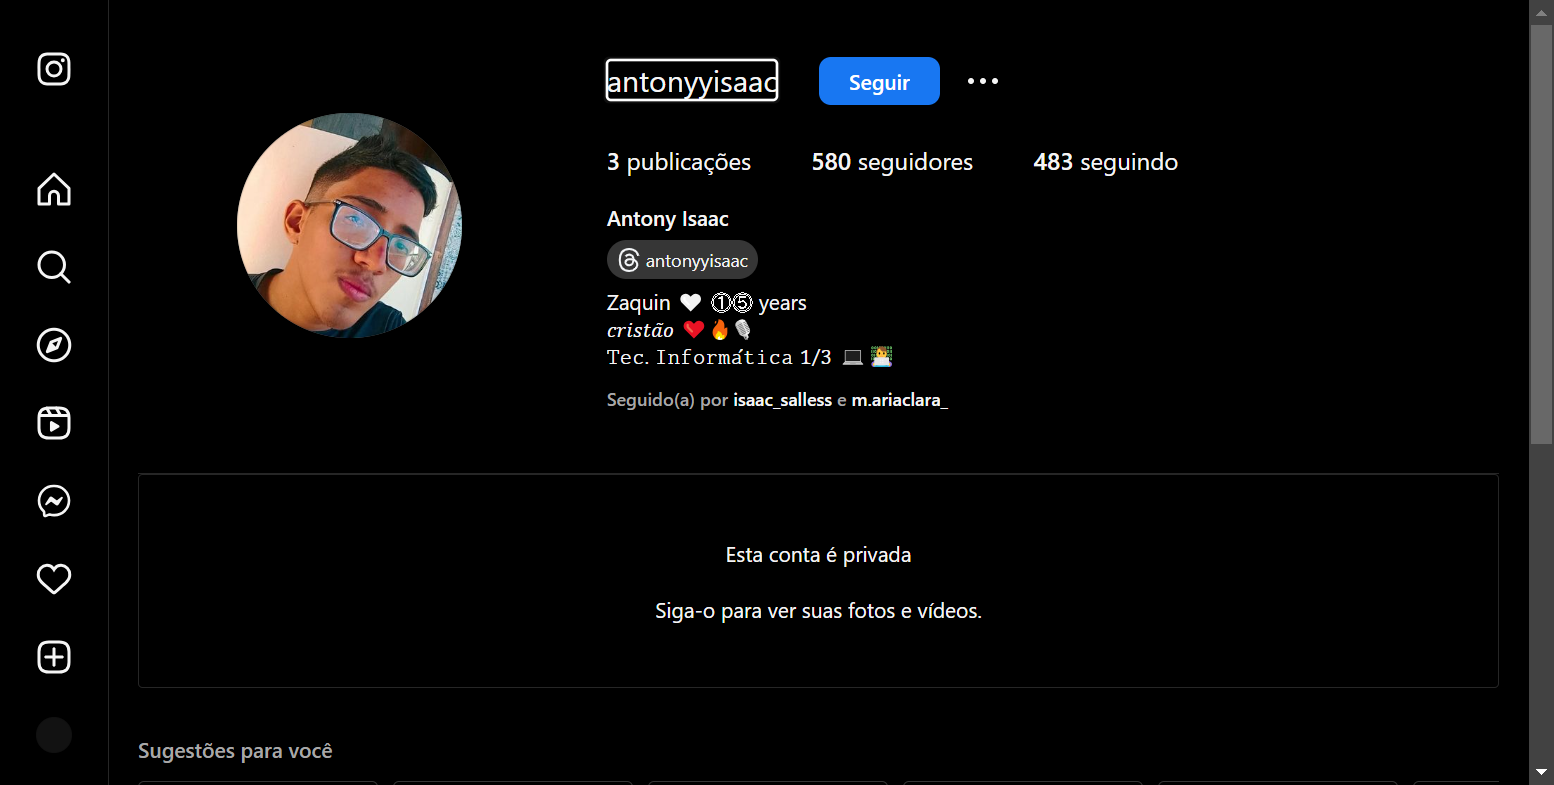 antonyyisaac
Seguir
3 publicações 580 seguidores 483 seguindo
Antony Isaac
antonyyisaac
Zaquin 🤍 ⓵⓹ years
𝑐𝑟𝑖𝑠𝑡ã𝑜 ❤️🔥🎙️
𝚃𝚎𝚌. 𝙸𝚗𝚏𝚘𝚛𝚖á𝚝𝚒𝚌𝚊 1/3 💻👨‍💻
Seguido(a) por isaac_salless e m.ariaclara_
Esta conta é privada
Siga-o para ver suas fotos e vídeos.
Sugestões para você